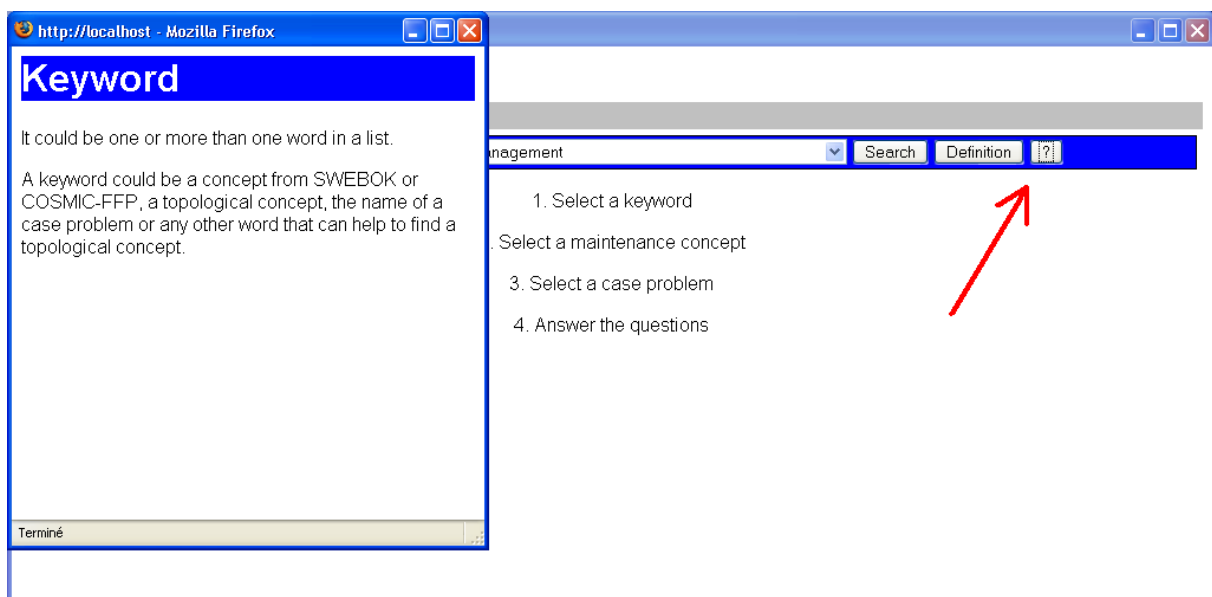 http://localhost - Mozilla Firefox
Keyword
It could be one or more than one word in a list.
A keyword could be a concept from SWEBOK or
COSMIC-FFP, a topological concept, the name of a
case problem or any other word that can help to find a
topological concept.
Terminé
Search Definition ?
1. Select a keyword
. Select a maintenance concept
3. Select a case problem
4. Answer the questions